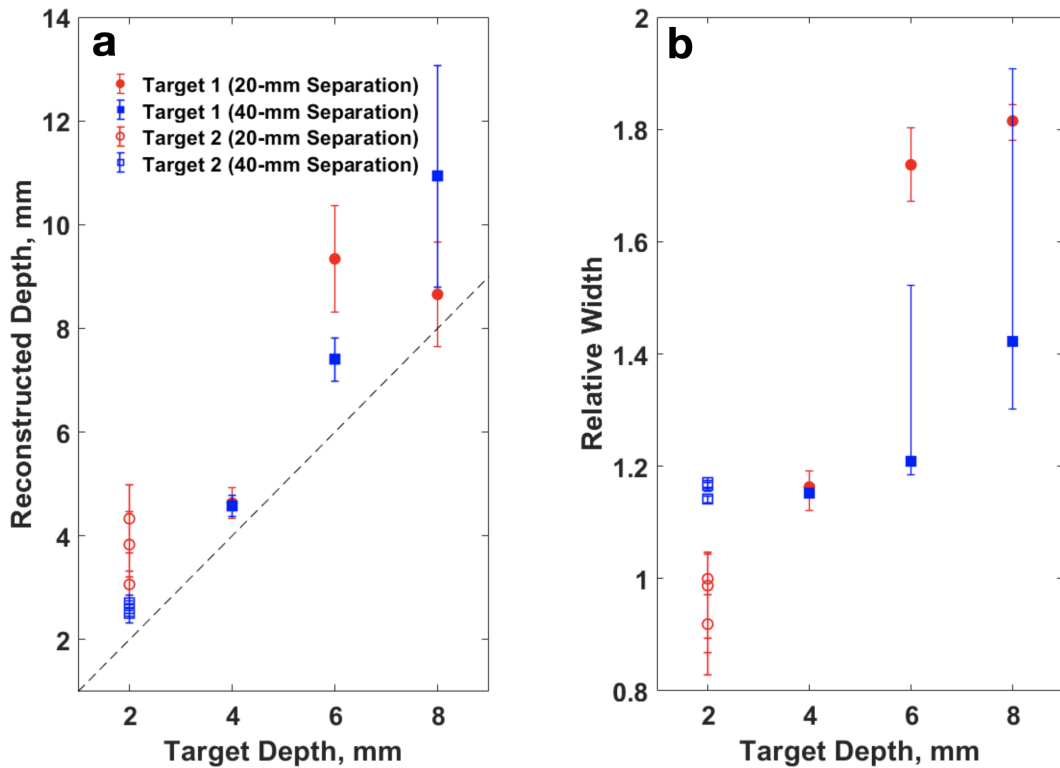 a
Target 1 (20-mm Separation)
Target 1 (40-mm Separation)
Target 2 (20-mm Separation)
Target 2 (40-mm Separation)
14
12
10
8
6
4
2
Reconstructed Depth, mm
2 4 6 8
Target Depth, mm
b
2
1.8
1.6
1.4
1.2
1
0.8
Relative Width
2 4 6 8
Target Depth, mm